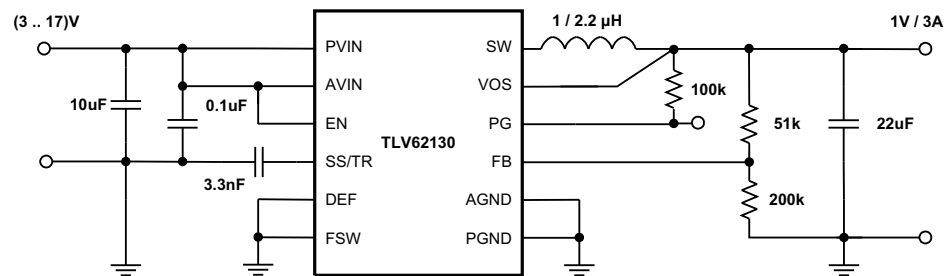 (3 .. 17)V
1 / 2.2 µH
1V / 3A
PVIN
SW
AVIN
VOS
10uF
0.1uF
100k
EN
PG
51k
22uF
TLV62130
SS/TR
FB
3.3nF
DEF
AGND
200k
FSW
PGND